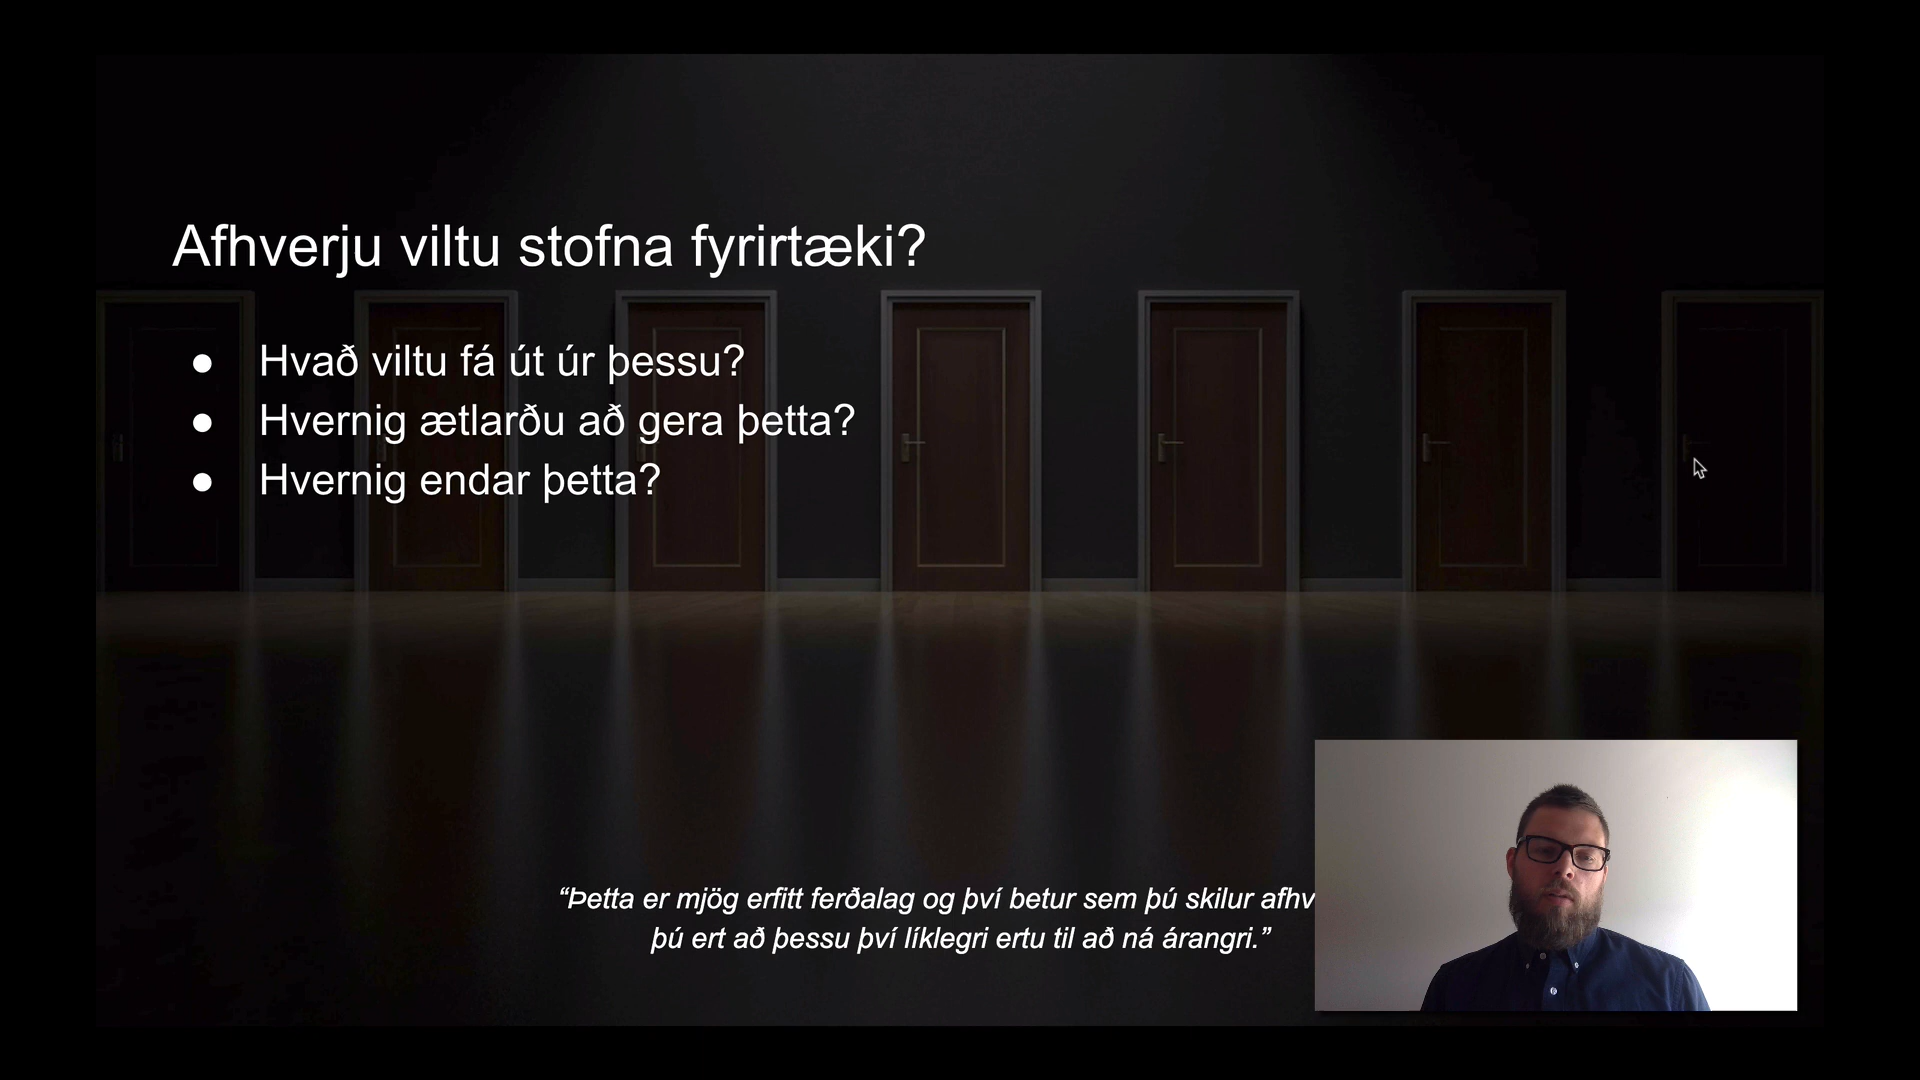 Afhverju viltu stofna fyrirtæki?
● Hvað viltu fá út úr þessu?
● Hvernig ætlarðu að gera þetta?
● Hvernig endar þetta?
“Þetta er mjög erfitt ferðalag og því betur sem þú skilur
þú ert að þessu því líklegri ertu til að ná árangri.”